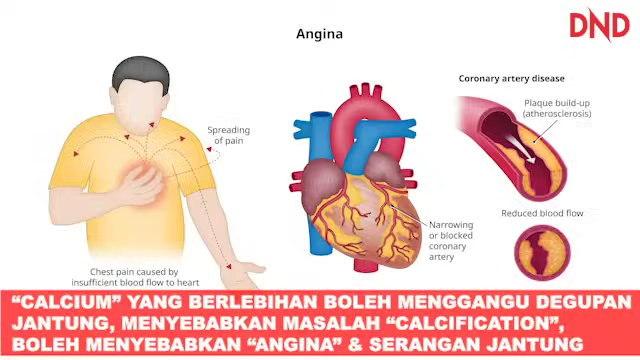 DND
Angina
Coronary artery disease
Plaque build-up
(atherosclerosis)
Spreading
of pain
Reduced blood flow
Narrowing
or blocked
coronary
artery
Chest pain caused by
insufficient blood flow to heart
“CALCIUM” YANG BERLEBIHAN BOLEH MENGGANGU DEGUPAN
JANTUNG, MENYEBABKAN MASALAH “CALCIFICATION”,
BOLEH MENYEBABKAN “ANGINA” & SERANGAN JANTUNG